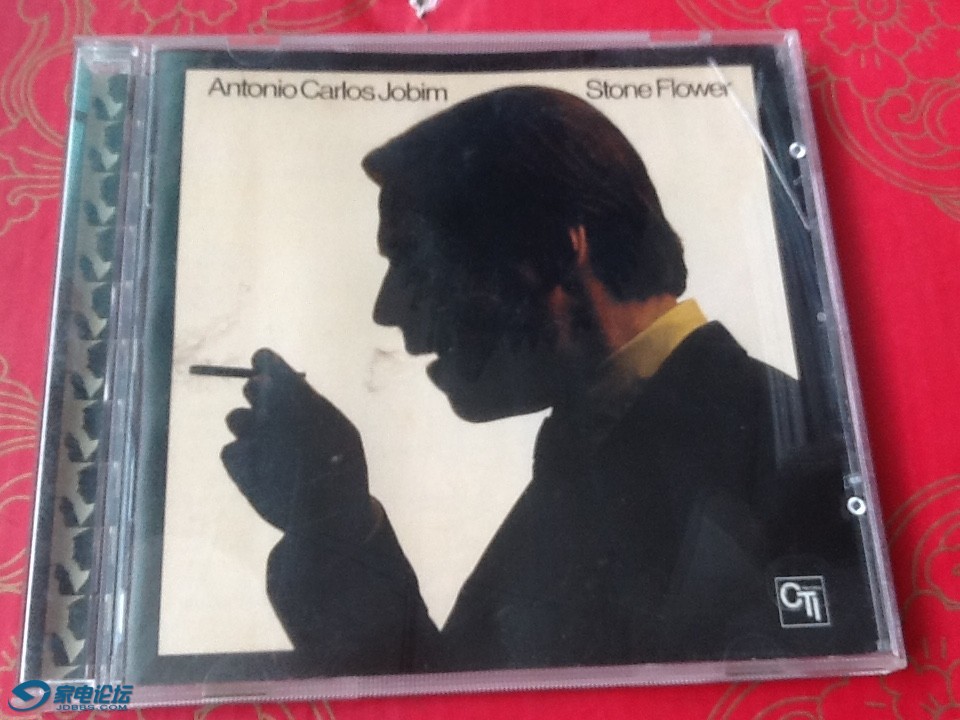 Antonio Carlos Jobim Stone Flower
CTI
家电论坛
JDBBS.COM